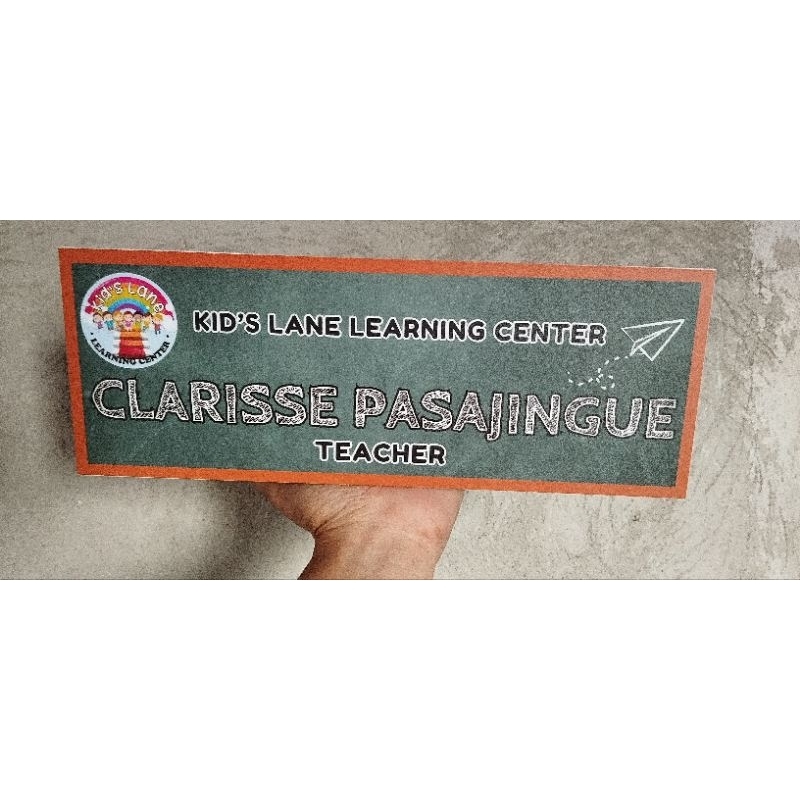 Kid's Lane
• LEARNING CENTER •
KID'S LANE LEARNING CENTER
CLARISSE PASAJINGUE
TEACHER